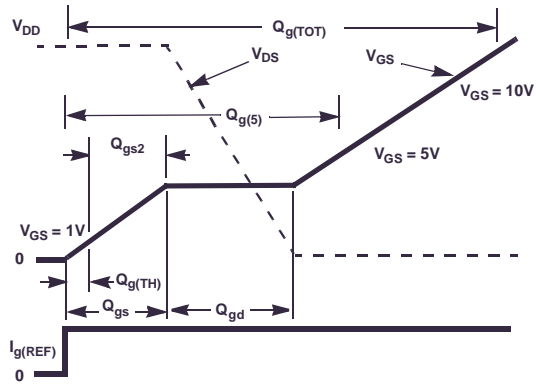 V_DD
Q_g(TOT)
V_DS
V_GS
V_GS = 10V
Q_g(5)
Q_gs2
V_GS = 5V
V_GS = 1V
0
Q_g(TH)
Q_gs
Q_gd
I_g(REF)
0